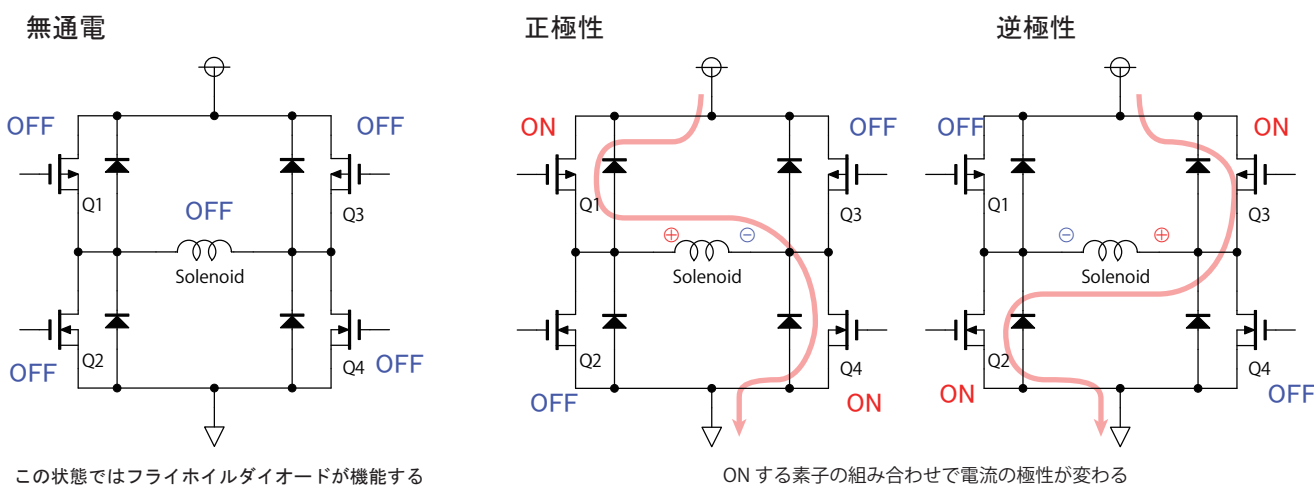 無通電
OFF
OFF
Q1
OFF
Q3
Solenoid
Q2
OFF
Q4
OFF
この状態ではフライホイルダイオードが機能する
正極性
ON
OFF
Q1
Q3
⊕
⊖
Solenoid
Q2
OFF
Q4
ON
逆極性
OFF
ON
Q1
Q3
⊖
⊕
Solenoid
Q2
ON
Q4
OFF
ON する素子の組み合わせで電流の極性が変わる